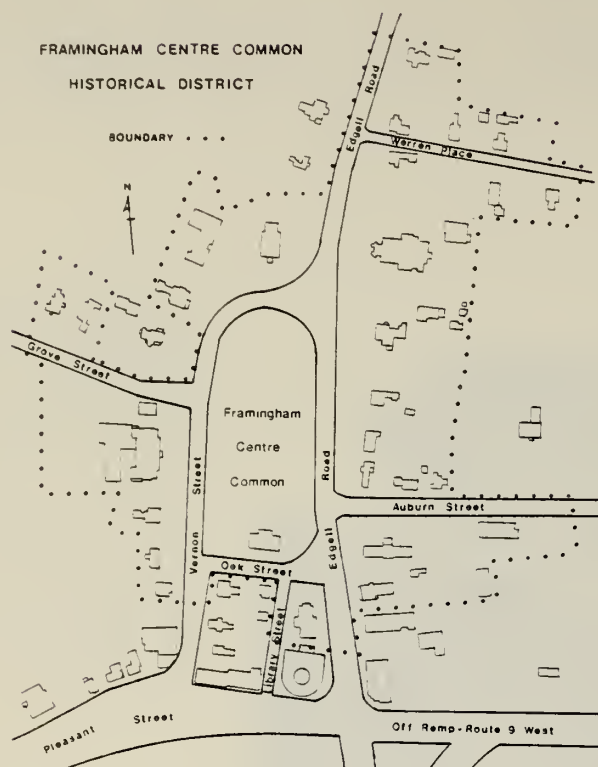 FRAMINGHAM CENTRE COMMON
HISTORICAL DISTRICT
BOUNDARY
N
Edgell Road
Warren Place
Grove Street
Framingham
Centre
Common
Vernon Street
Edgell Road
Auburn Street
Oak Street
Library Street
Pleasant Street
Off Ramp-Route 9 West